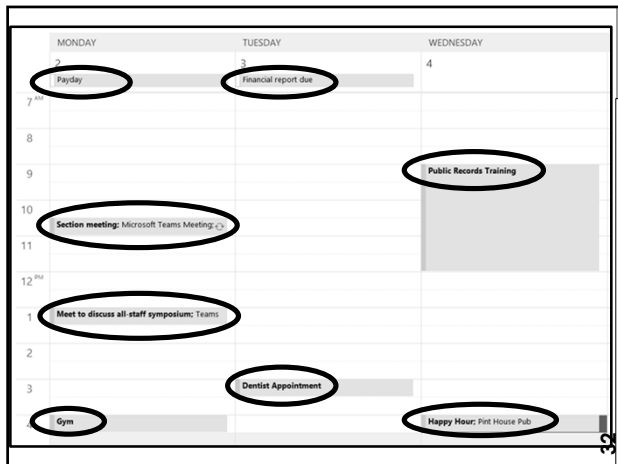 MONDAY TUESDAY WEDNESDAY
2 3 4
Payday Financial report due
7 AM
8
9 Public Records Training
10
Section meeting; Microsoft Teams Meeting;
11
12 PM
1 Meet to discuss all-staff symposium; Teams
2
3 Dentist Appointment
4 Gym Happy Hour; Pint House Pub
32